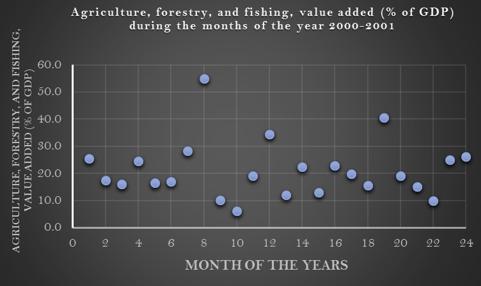 Agriculture, forestry, and fishing, value added (% of GDP)
during the months of the year 2000-2001
AGRICULTURE, FORESTRY, AND FISHING,
VALUE ADDED (% OF GDP)
60.0
50.0
40.0
30.0
20.0
10.0
0.0
0 2 4 6 8 10 12 14 16 18 20 22 24
MONTH OF THE YEARS